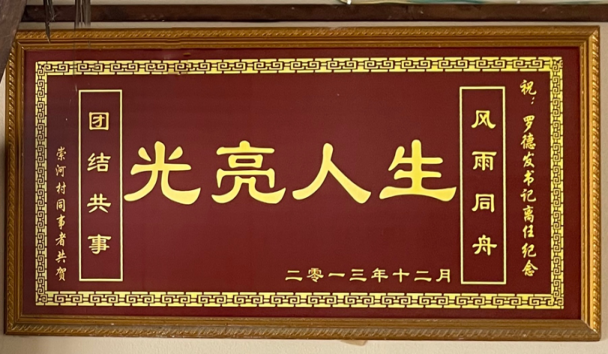 祝：罗德发书记离任纪念
风雨同舟
光亮人生
团结共事
崇河村同事者共贺
二零一三年十二月